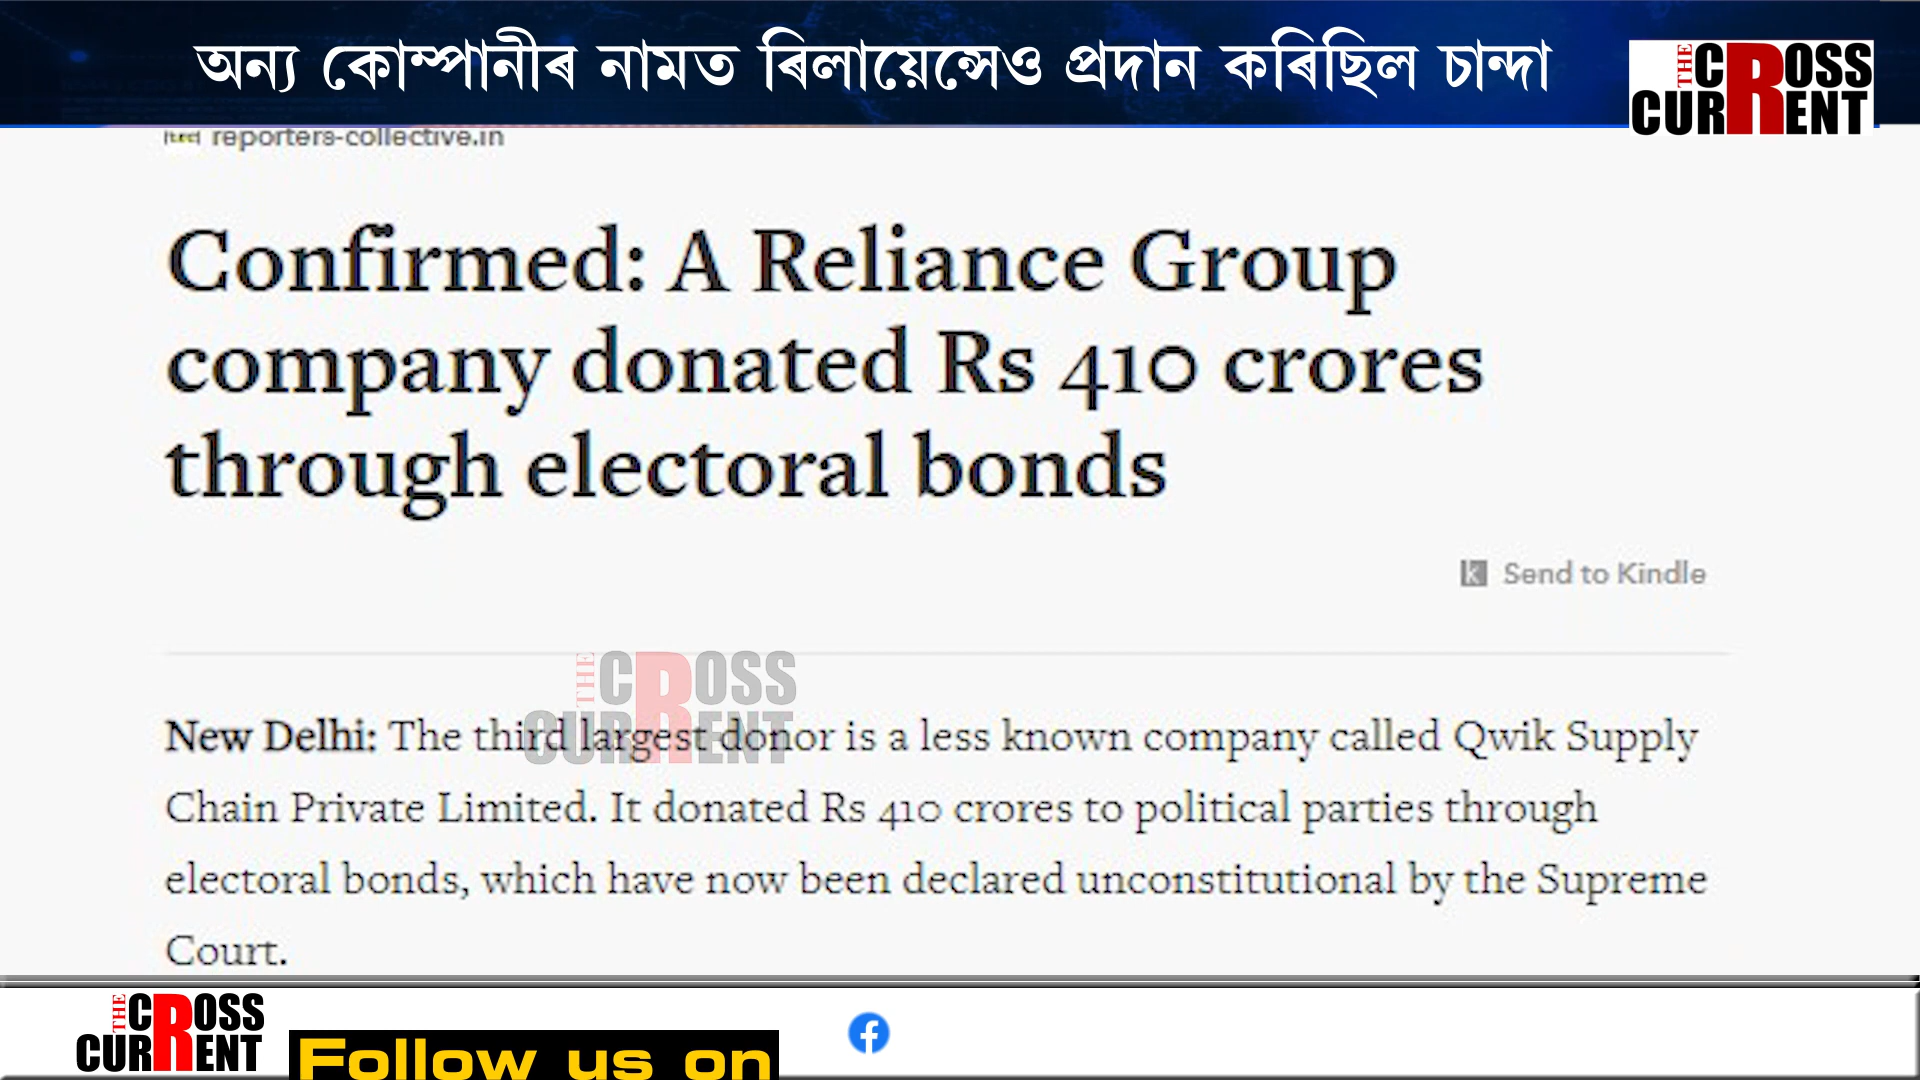 অন্য কোম্পানীৰ নামত ৰিলায়েন্সেও প্ৰদান কৰিছিল চান্দা
THE CROSS
CURRENT
reporters-collective.in
Confirmed: A Reliance Group
company donated Rs 410 crores
through electoral bonds
Send to Kindle
THE CROSS
CURRENT
New Delhi: The third largest donor is a less known company called Qwik Supply
Chain Private Limited. It donated Rs 410 crores to political parties through
electoral bonds, which have now been declared unconstitutional by the Supreme
Court.
THE CROSS
CURRENT
Follow us on